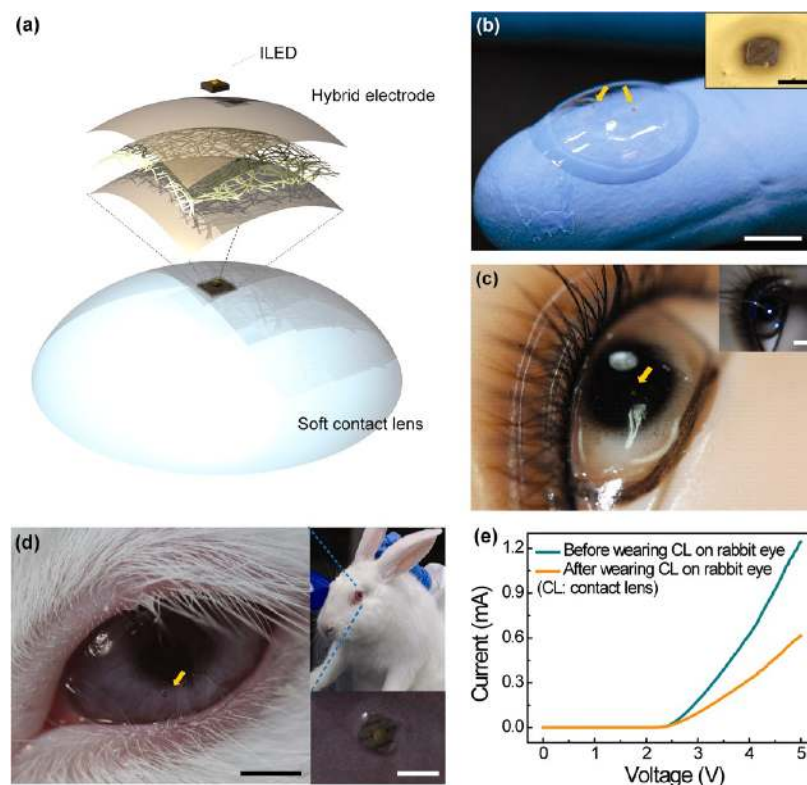 (a)
ILED
Hybrid electrode
Soft contact lens
(b)
(c)
(d)
(e)
Before wearing CL on rabbit eye
After wearing CL on rabbit eye
(CL: contact lens)
Current (mA)
1.2
0.9
0.6
0.3
0.0
0 1 2 3 4 5
Voltage (V)